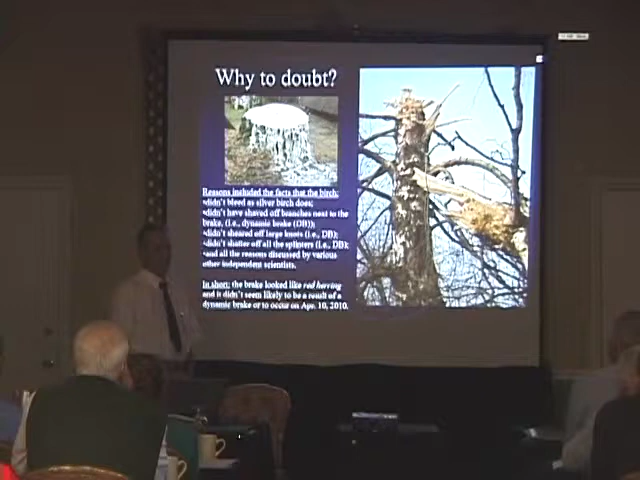 Why to doubt?
Reasons included the facts that the birch:
•didn't bleed as silver birch does;
•didn't have shaved off branches next to the
brake, (i.e., dynamic brake (DB));
•didn't sheared off large knots (i.e., DB);
•didn't shatter off all the splinters (i.e., DB);
•and all the reasons discussed by various
other independent scientists.
In short: the brake looked like red herring
and it didn't seem likely to be a result of a
dynamic brake or to occur on Apr. 10, 2010.